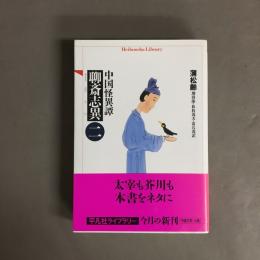 Heibonsha Library
中国怪異譚
聊斎志異
二
蒲松齢
太宰も芥川も
本書をネタに
平凡社ライブラリー
今月の新刊